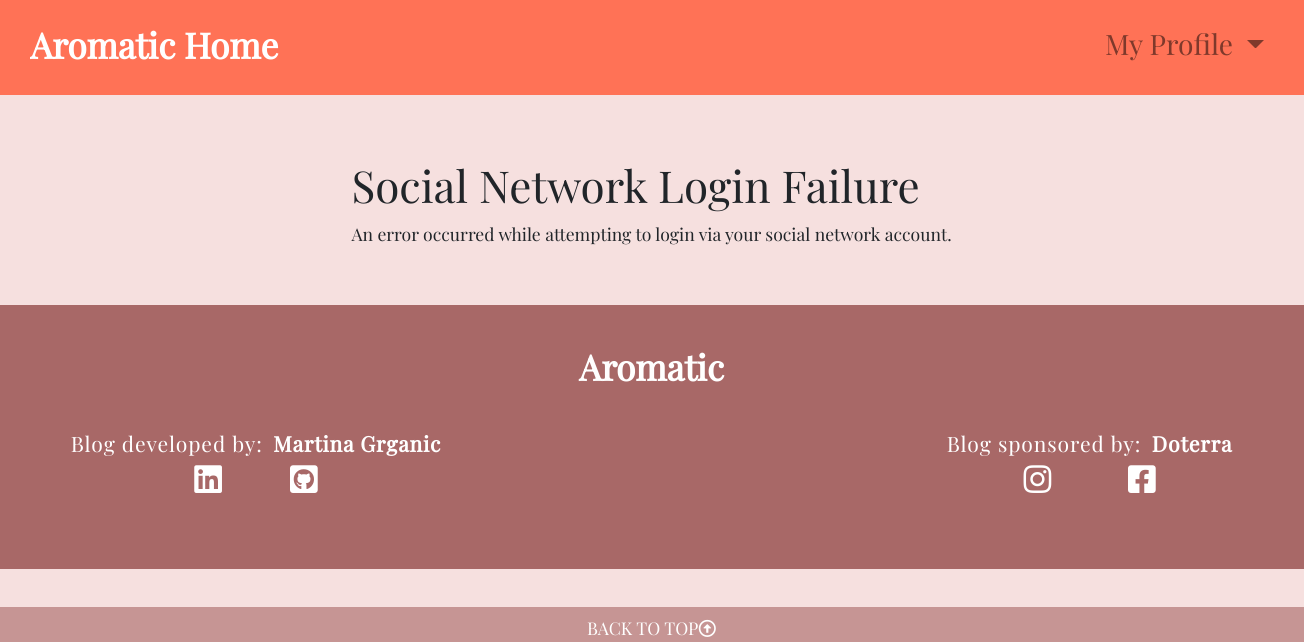 Aromatic Home
My Profile
Social Network Login Failure
An error occurred while attempting to login via your social network account.
Aromatic
Blog developed by: Martina Grganic
Blog sponsored by: Doterra
BACK TO TOP